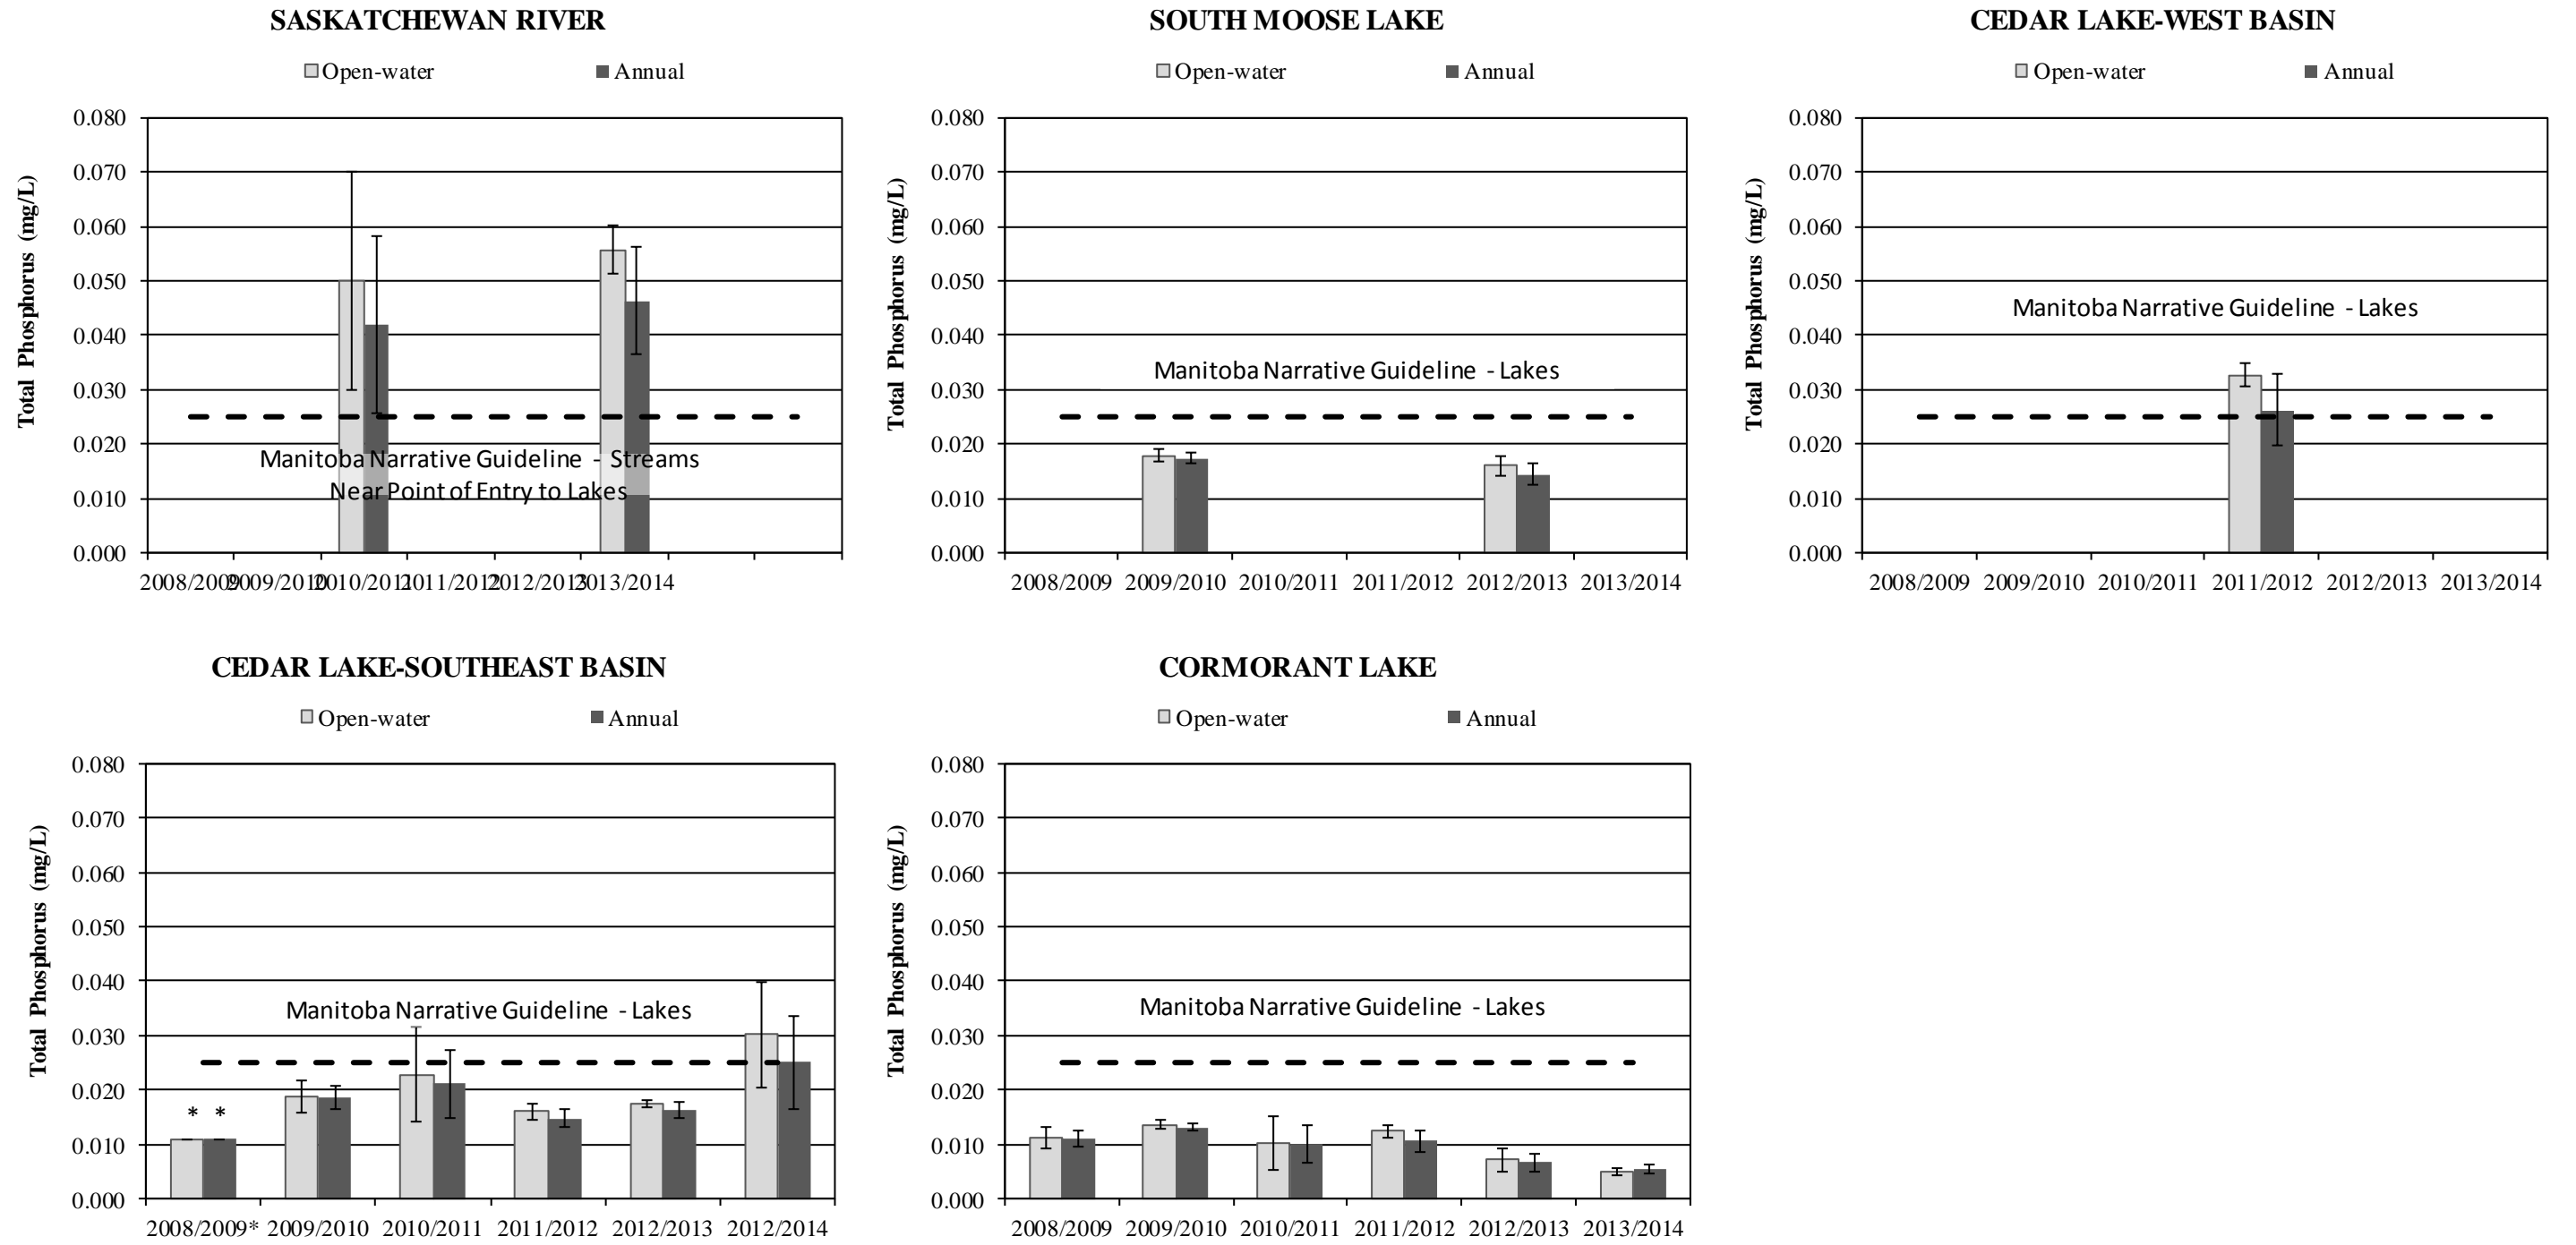 SASKATCHEWAN RIVER
Open-water Annual
Total Phosphorus (mg/L)
0.080
0.070
0.060
0.050
0.040
0.030
0.020
0.010
0.000
Manitoba Narrative Guideline - Streams
Near Point of Entry to Lakes
2008/2009 2009/2010 2010/2011 2011/2012 2012/2013 2013/2014
SOUTH MOOSE LAKE
Open-water Annual
Total Phosphorus (mg/L)
0.080
0.070
0.060
0.050
0.040
0.030
0.020
0.010
0.000
Manitoba Narrative Guideline - Lakes
2008/2009 2009/2010 2010/2011 2011/2012 2012/2013 2013/2014
CEDAR LAKE-WEST BASIN
Open-water Annual
Total Phosphorus (mg/L)
0.080
0.070
0.060
0.050
0.040
0.030
0.020
0.010
0.000
Manitoba Narrative Guideline - Lakes
2008/2009 2009/2010 2010/2011 2011/2012 2012/2013 2013/2014
CEDAR LAKE-SOUTHEAST BASIN
Open-water Annual
Total Phosphorus (mg/L)
0.080
0.070
0.060
0.050
0.040
0.030
0.020
0.010
0.000
Manitoba Narrative Guideline - Lakes
* *
2008/2009* 2009/2010 2010/2011 2011/2012 2012/2013 2012/2014
CORMORANT LAKE
Open-water Annual
Total Phosphorus (mg/L)
0.080
0.070
0.060
0.050
0.040
0.030
0.020
0.010
0.000
Manitoba Narrative Guideline - Lakes
2008/2009 2009/2010 2010/2011 2011/2012 2012/2013 2013/2014